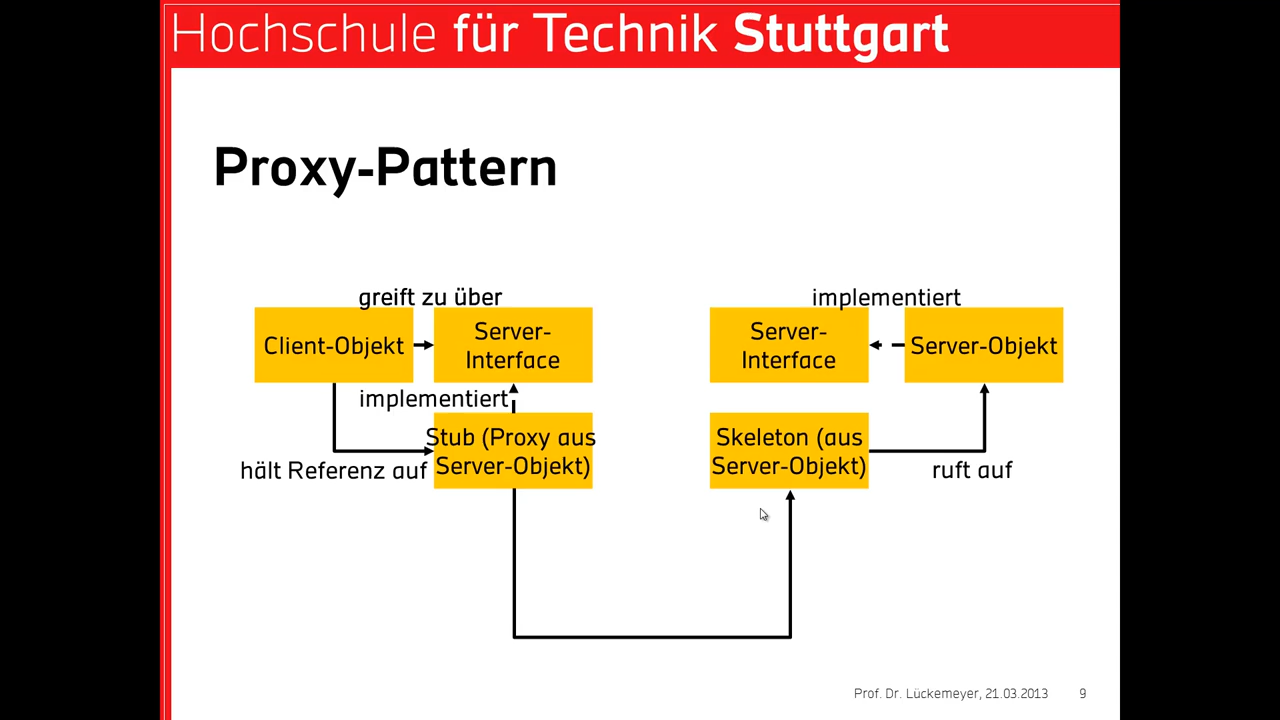 Hochschule für Technik Stuttgart
Proxy-Pattern
greift zu über
implementiert
Client-Objekt
Server-
Interface
Server-
Interface
Server-Objekt
implementiert
Stub (Proxy aus
Server-Objekt)
Skeleton (aus
Server-Objekt)
hält Referenz auf
ruft auf
Prof. Dr. Lückemeyer, 21.03.2013
9